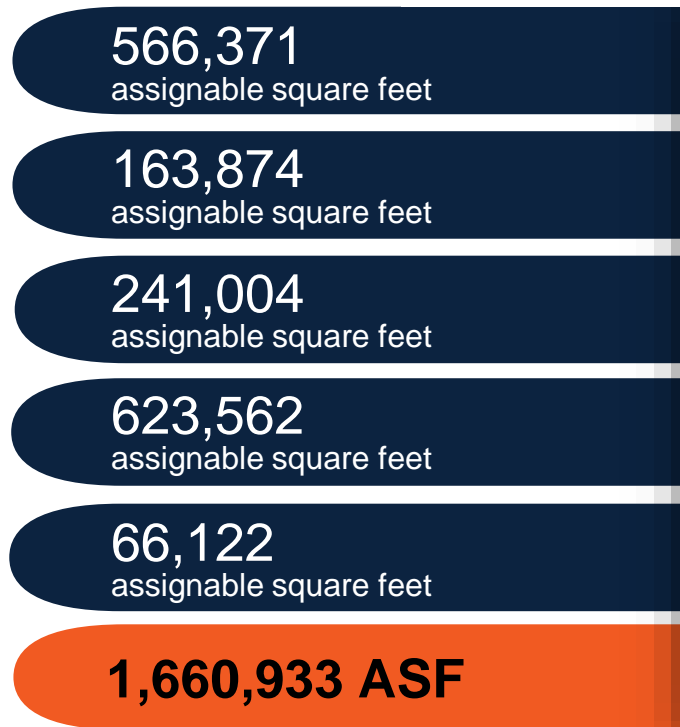 566,371
assignable square feet
163,874
assignable square feet
241,004
assignable square feet
623,562
assignable square feet
66,122
assignable square feet
1,660,933 ASF